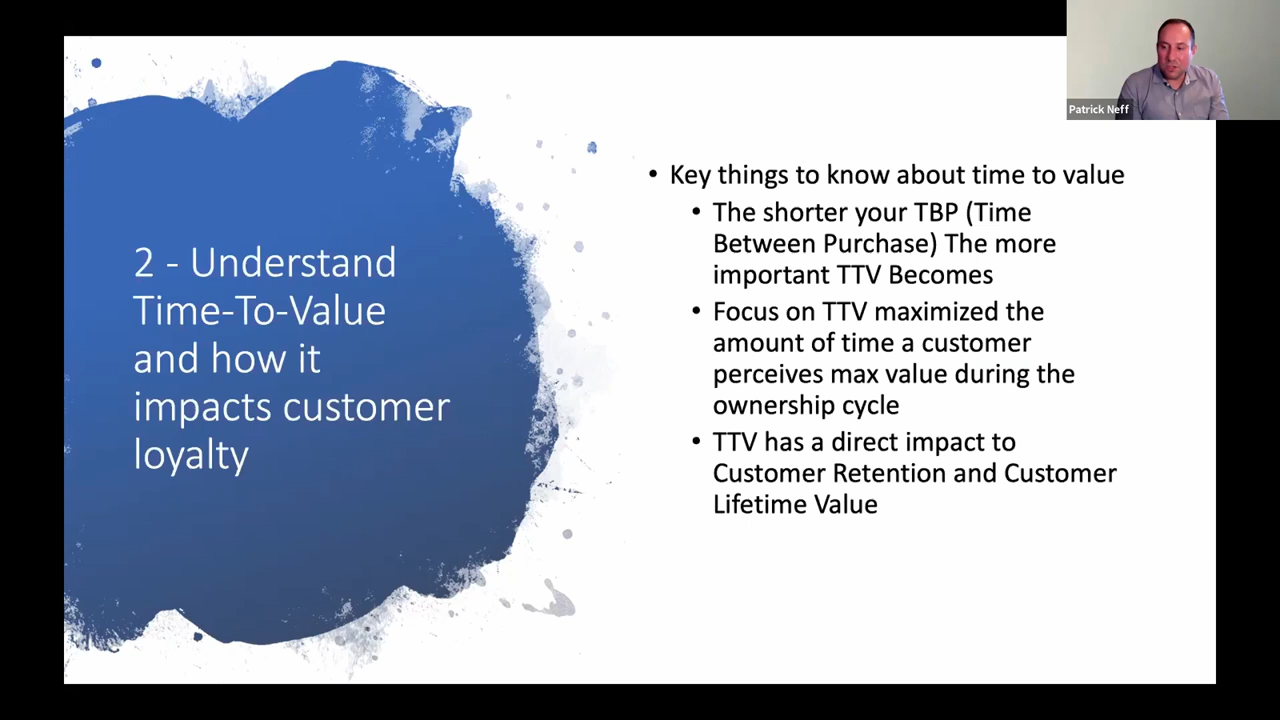 Patrick Neff
2 - Understand
Time-To-Value
and how it
impacts customer
loyalty
• Key things to know about time to value
• The shorter your TBP (Time
Between Purchase) The more
important TTV Becomes
• Focus on TTV maximized the
amount of time a customer
perceives max value during the
ownership cycle
• TTV has a direct impact to
Customer Retention and Customer
Lifetime Value